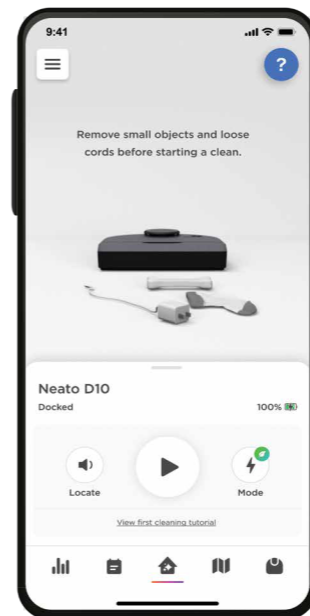 9:41
?
Remove small objects and loose
cords before starting a clean.
Neato D10
Docked
100%
Locate
Mode
View first cleaning tutorial